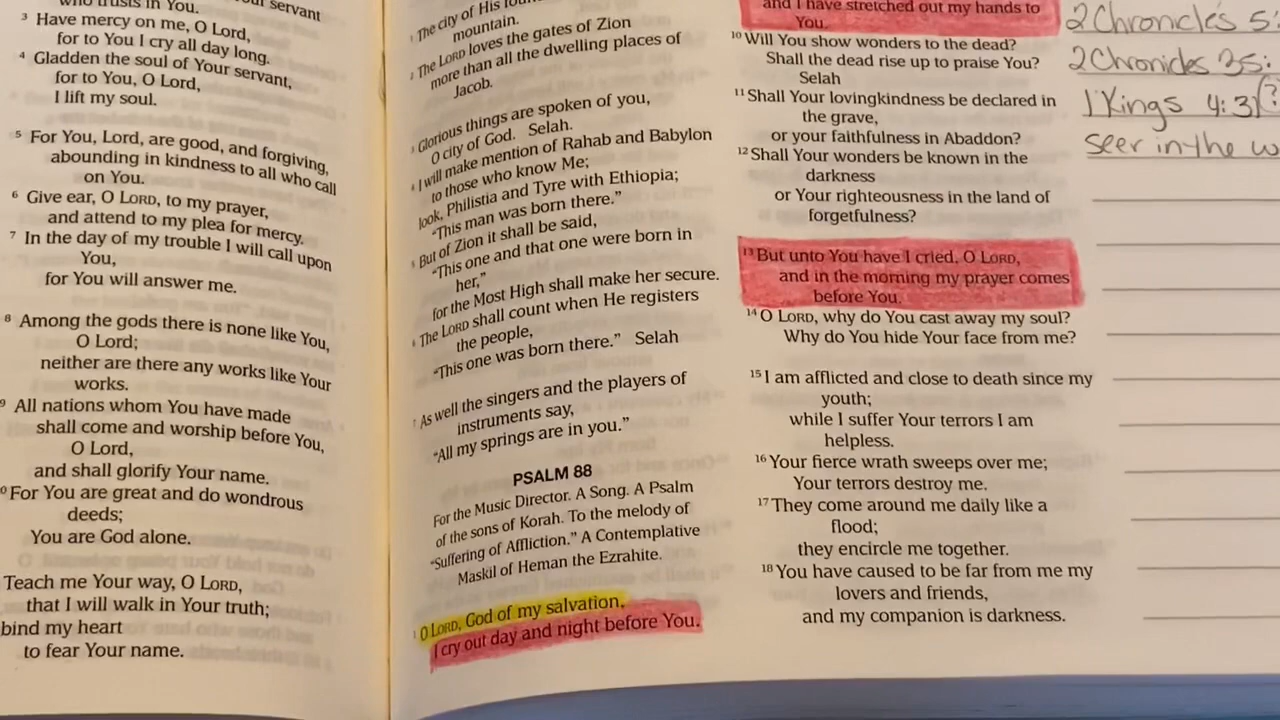 who trusts in You.
3 Have mercy on me, O Lord,
for to You I cry all day long.
4 Gladden the soul of Your servant,
for to You, O Lord,
I lift my soul.
5 For You, Lord, are good, and forgiving,
abounding in kindness to all who call
on You.
6 Give ear, O LORD, to my prayer,
and attend to my plea for mercy.
7 In the day of my trouble I will call upon
You,
for You will answer me.
8 Among the gods there is none like You,
O Lord;
neither are there any works like Your
works.
9 All nations whom You have made
shall come and worship before You,
O Lord,
and shall glorify Your name.
0 For You are great and do wondrous
deeds;
You are God alone.
Teach me Your way, O LORD,
that I will walk in Your truth;
bind my heart
to fear Your name.
servant
1 The city of His
mountain.
2 The LORD loves the gates of Zion
more than all the dwelling places of
Jacob.
3 Glorious things are spoken of you,
O city of God. Selah.
4 I will make mention of Rahab and Babylon
to those who know Me;
look, Philistia and Tyre with Ethiopia;
“This man was born there.”
5 But of Zion it shall be said,
“This one and that one were born in
her,”
for the Most High shall make her secure.
6 The LORD shall count when He registers
the people,
“This one was born there.” Selah
7 As well the singers and the players of
instruments say,
“All my springs are in you.”
PSALM 88
For the Music Director. A Song. A Psalm
of the sons of Korah. To the melody of
“Suffering of Affliction.” A Contemplative
Maskil of Heman the Ezrahite.
1 O LORD, God of my salvation,
I cry out day and night before You.
and I have stretched out my hands to
You.
10 Will You show wonders to the dead?
Shall the dead rise up to praise You?
Selah
11 Shall Your lovingkindness be declared in
the grave,
or your faithfulness in Abaddon?
12 Shall Your wonders be known in the
darkness
or Your righteousness in the land of
forgetfulness?
13 But unto You have I cried, O LORD,
and in the morning my prayer comes
before You.
14 O LORD, why do You cast away my soul?
Why do You hide Your face from me?
15 I am afflicted and close to death since my
youth;
while I suffer Your terrors I am
helpless.
16 Your fierce wrath sweeps over me;
Your terrors destroy me.
17 They come around me daily like a
flood;
they encircle me together.
18 You have caused to be far from me my
lovers and friends,
and my companion is darkness.
2 Chronicles 5:
2 Chronicles 35:
1 Kings 4:31(?
seer in the w